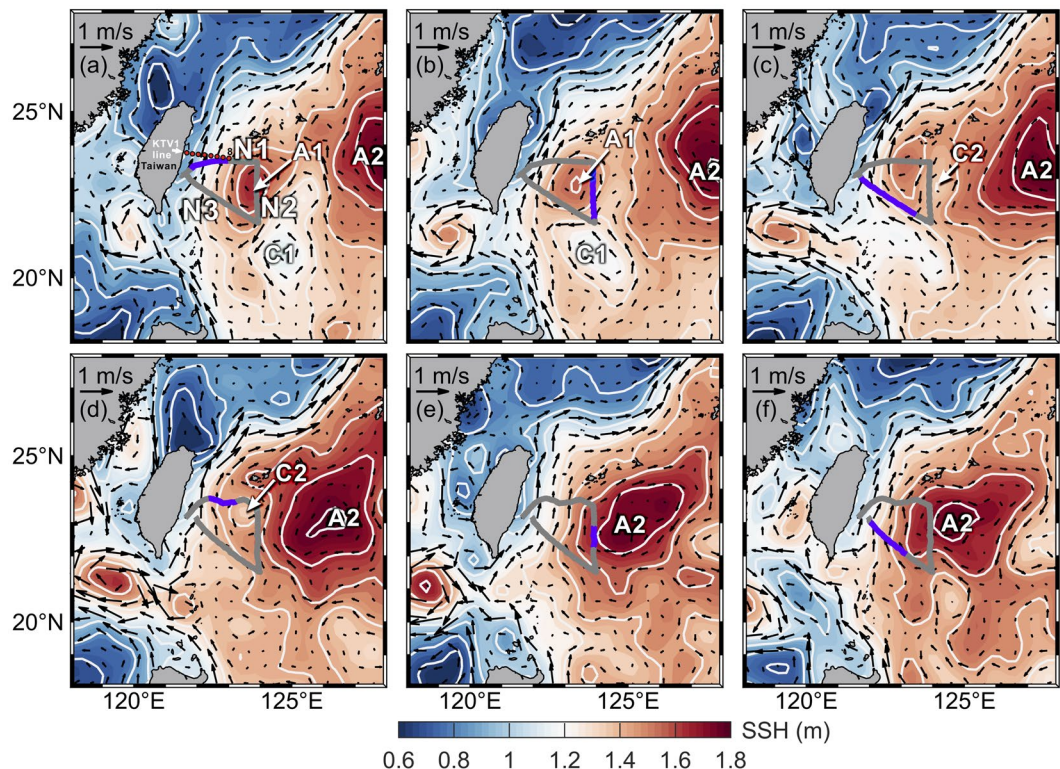 1 m/s
(a)
KTV1
line
Taiwan
N1
A1
A2
N3
N2
C1
1 m/s
(b)
A1
A2
C1
1 m/s
(c)
C2
A2
25°N
20°N
1 m/s
(d)
C2
A2
1 m/s
(e)
A2
1 m/s
(f)
A2
25°N
20°N
120°E
125°E
120°E
125°E
120°E
125°E
SSH (m)
0.6
0.8
1
1.2
1.4
1.6
1.8